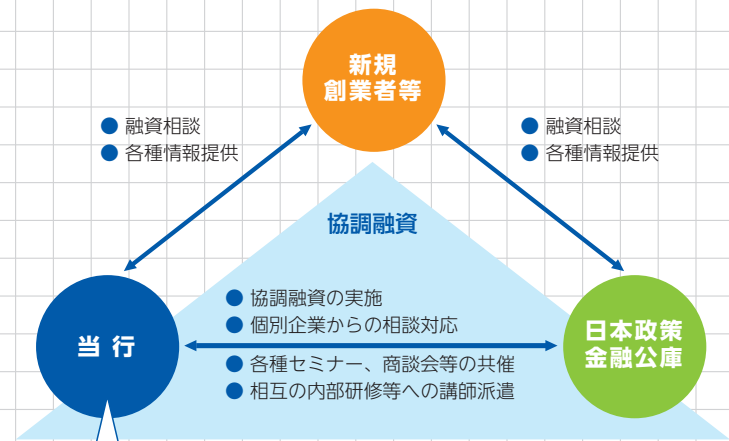 新規
創業者等
● 融資相談
● 各種情報提供
● 融資相談
● 各種情報提供
協調融資
● 協調融資の実施
● 個別企業からの相談対応
当行
日本政策
金融公庫
● 各種セミナー、商談会等の共催
● 相互の内部研修等への講師派遣